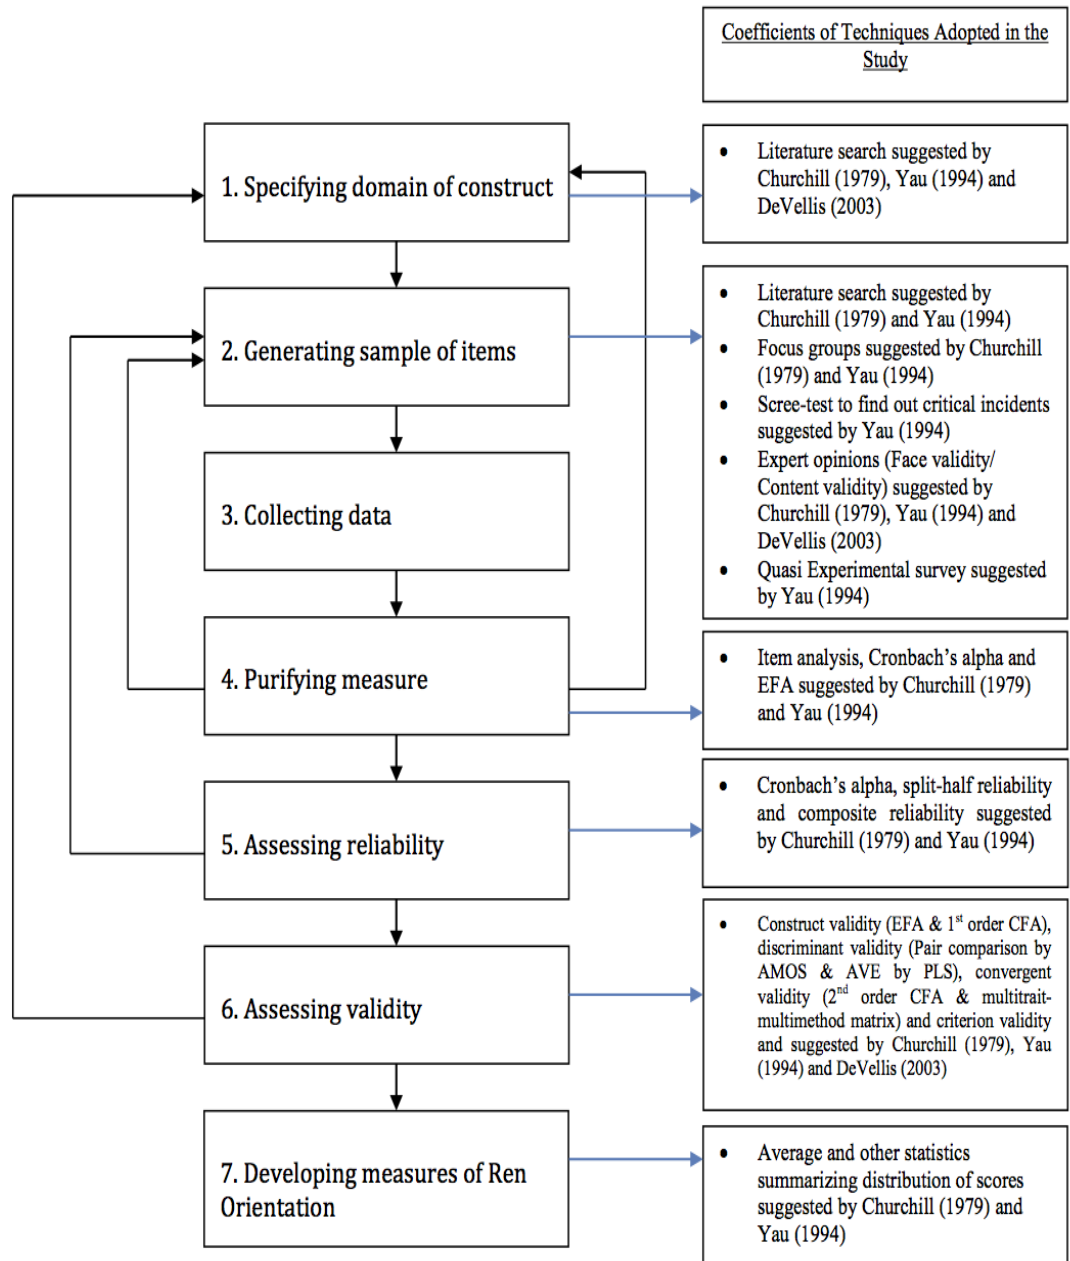 Coefficients of Techniques Adopted in the
Study
1. Specifying domain of construct
• Literature search suggested by
Churchill (1979), Yau (1994) and
DeVellis (2003)
2. Generating sample of items
• Literature search suggested by
Churchill (1979) and Yau (1994)
• Focus groups suggested by Churchill
(1979) and Yau (1994)
• Scree-test to find out critical incidents
suggested by Yau (1994)
• Expert opinions (Face validity/
Content validity) suggested by
Churchill (1979), Yau (1994) and
DeVellis (2003)
• Quasi Experimental survey suggested
by Yau (1994)
3. Collecting data
4. Purifying measure
• Item analysis, Cronbach’s alpha and
EFA suggested by Churchill (1979)
and Yau (1994)
5. Assessing reliability
• Cronbach’s alpha, split-half reliability
and composite reliability suggested
by Churchill (1979) and Yau (1994)
6. Assessing validity
• Construct validity (EFA & 1st order CFA),
discriminant validity (Pair comparison by
AMOS & AVE by PLS), convergent
validity (2nd order CFA & multitrait-
multimethod matrix) and criterion validity
and suggested by Churchill (1979), Yau
(1994) and DeVellis (2003)
7. Developing measures of Ren
Orientation
• Average and other statistics
summarizing distribution of scores
suggested by Churchill (1979) and
Yau (1994)